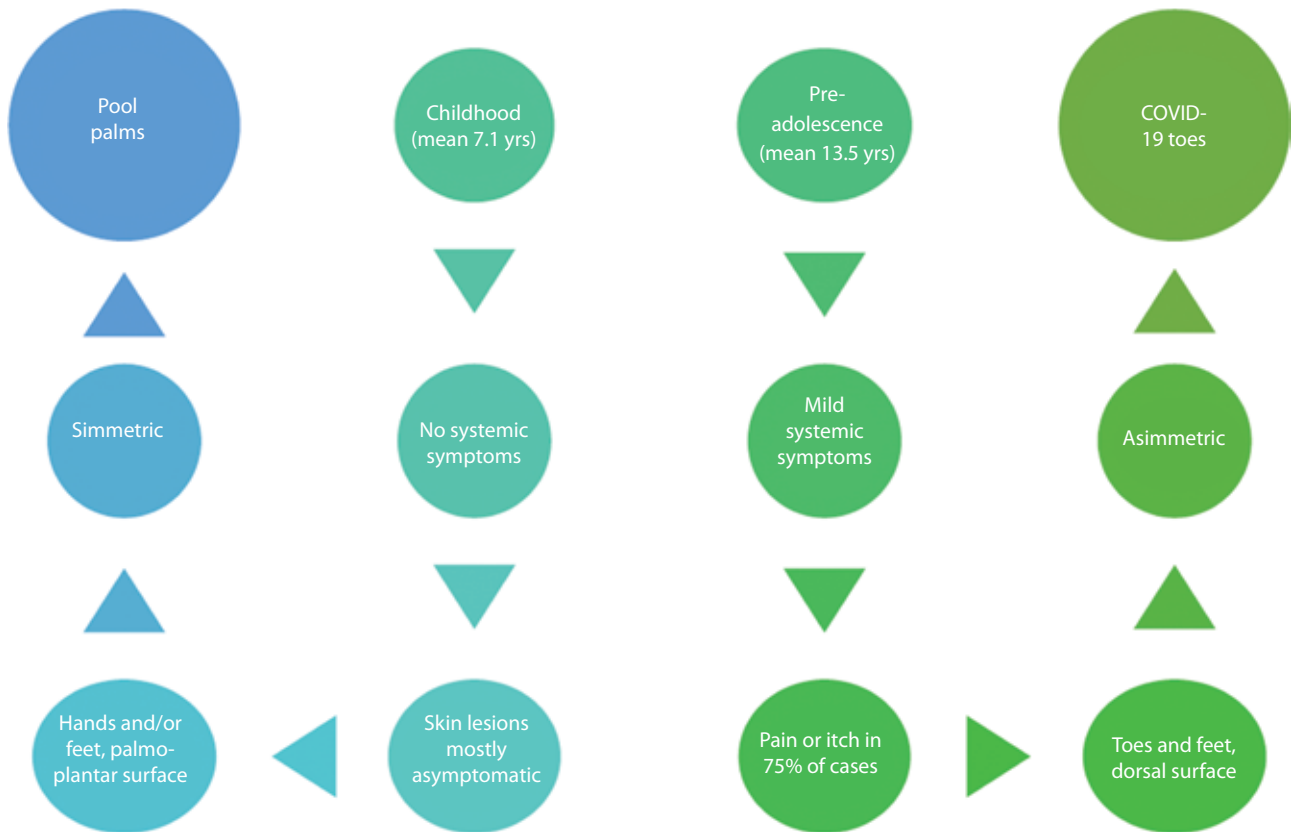 Pool
palms
Childhood
(mean 7.1 yrs)
Pre-
adolescence
(mean 13.5 yrs)
COVID-
19 toes
Simmetric
No systemic
symptoms
Mild
systemic
symptoms
Asimmetric
Hands and/or
feet, palmo-
plantar surface
Skin lesions
mostly
asymptomatic
Pain or itch in
75% of cases
Toes and feet,
dorsal surface